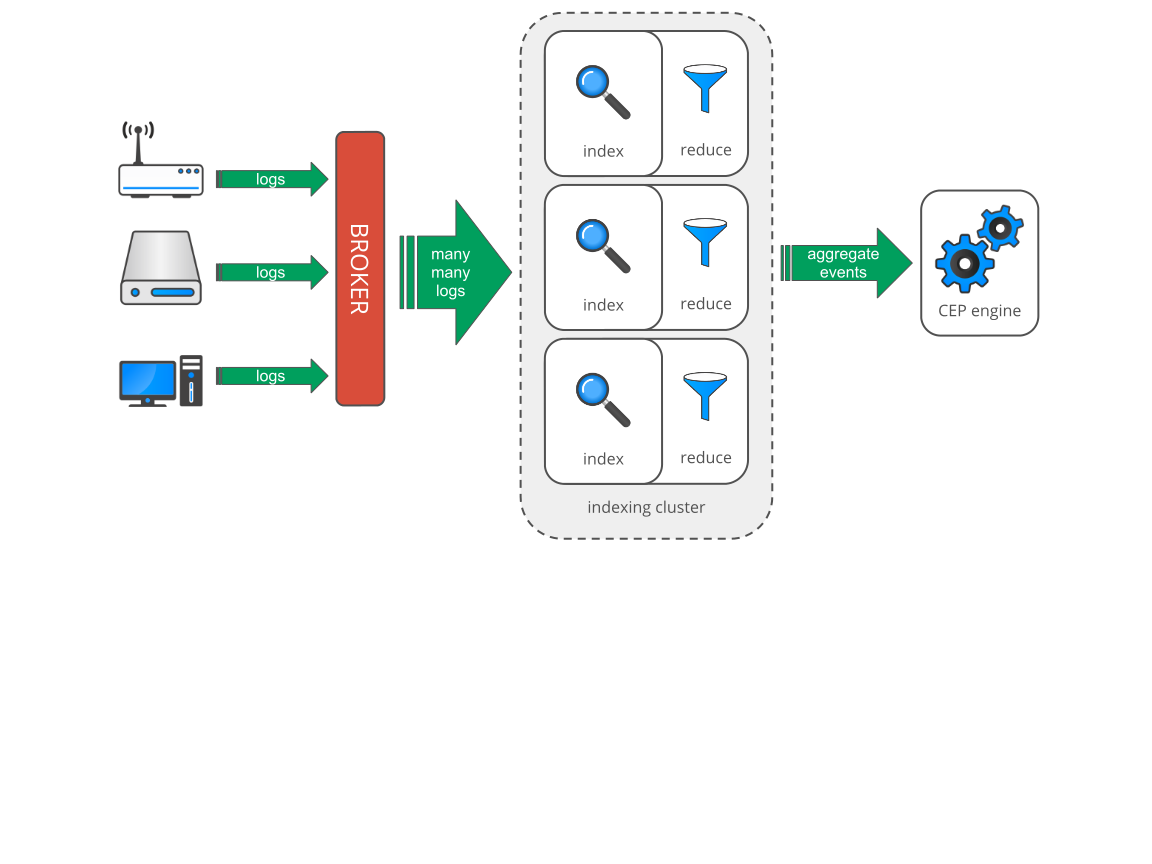 logs
logs
logs
BROKER
many
many
logs
index
reduce
index
reduce
index
reduce
indexing cluster
aggregate
events
CEP engine